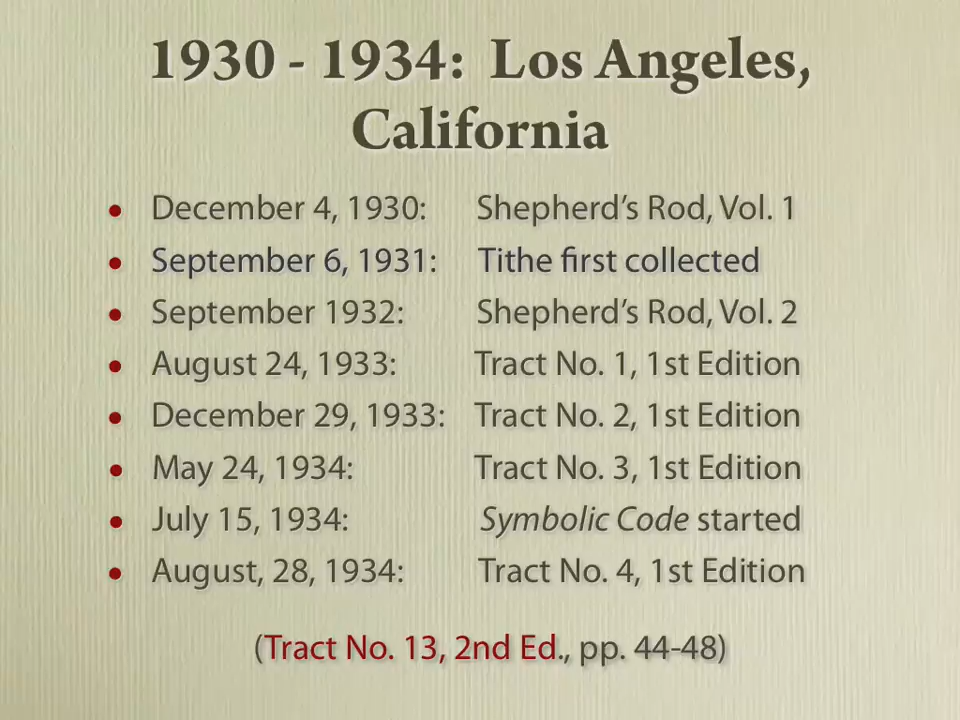 1930 - 1934: Los Angeles,
California
• December 4, 1930: Shepherd’s Rod, Vol. 1
• September 6, 1931: Tithe first collected
• September 1932: Shepherd’s Rod, Vol. 2
• August 24, 1933: Tract No. 1, 1st Edition
• December 29, 1933: Tract No. 2, 1st Edition
• May 24, 1934: Tract No. 3, 1st Edition
• July 15, 1934: Symbolic Code started
• August, 28, 1934: Tract No. 4, 1st Edition
(Tract No. 13, 2nd Ed., pp. 44-48)